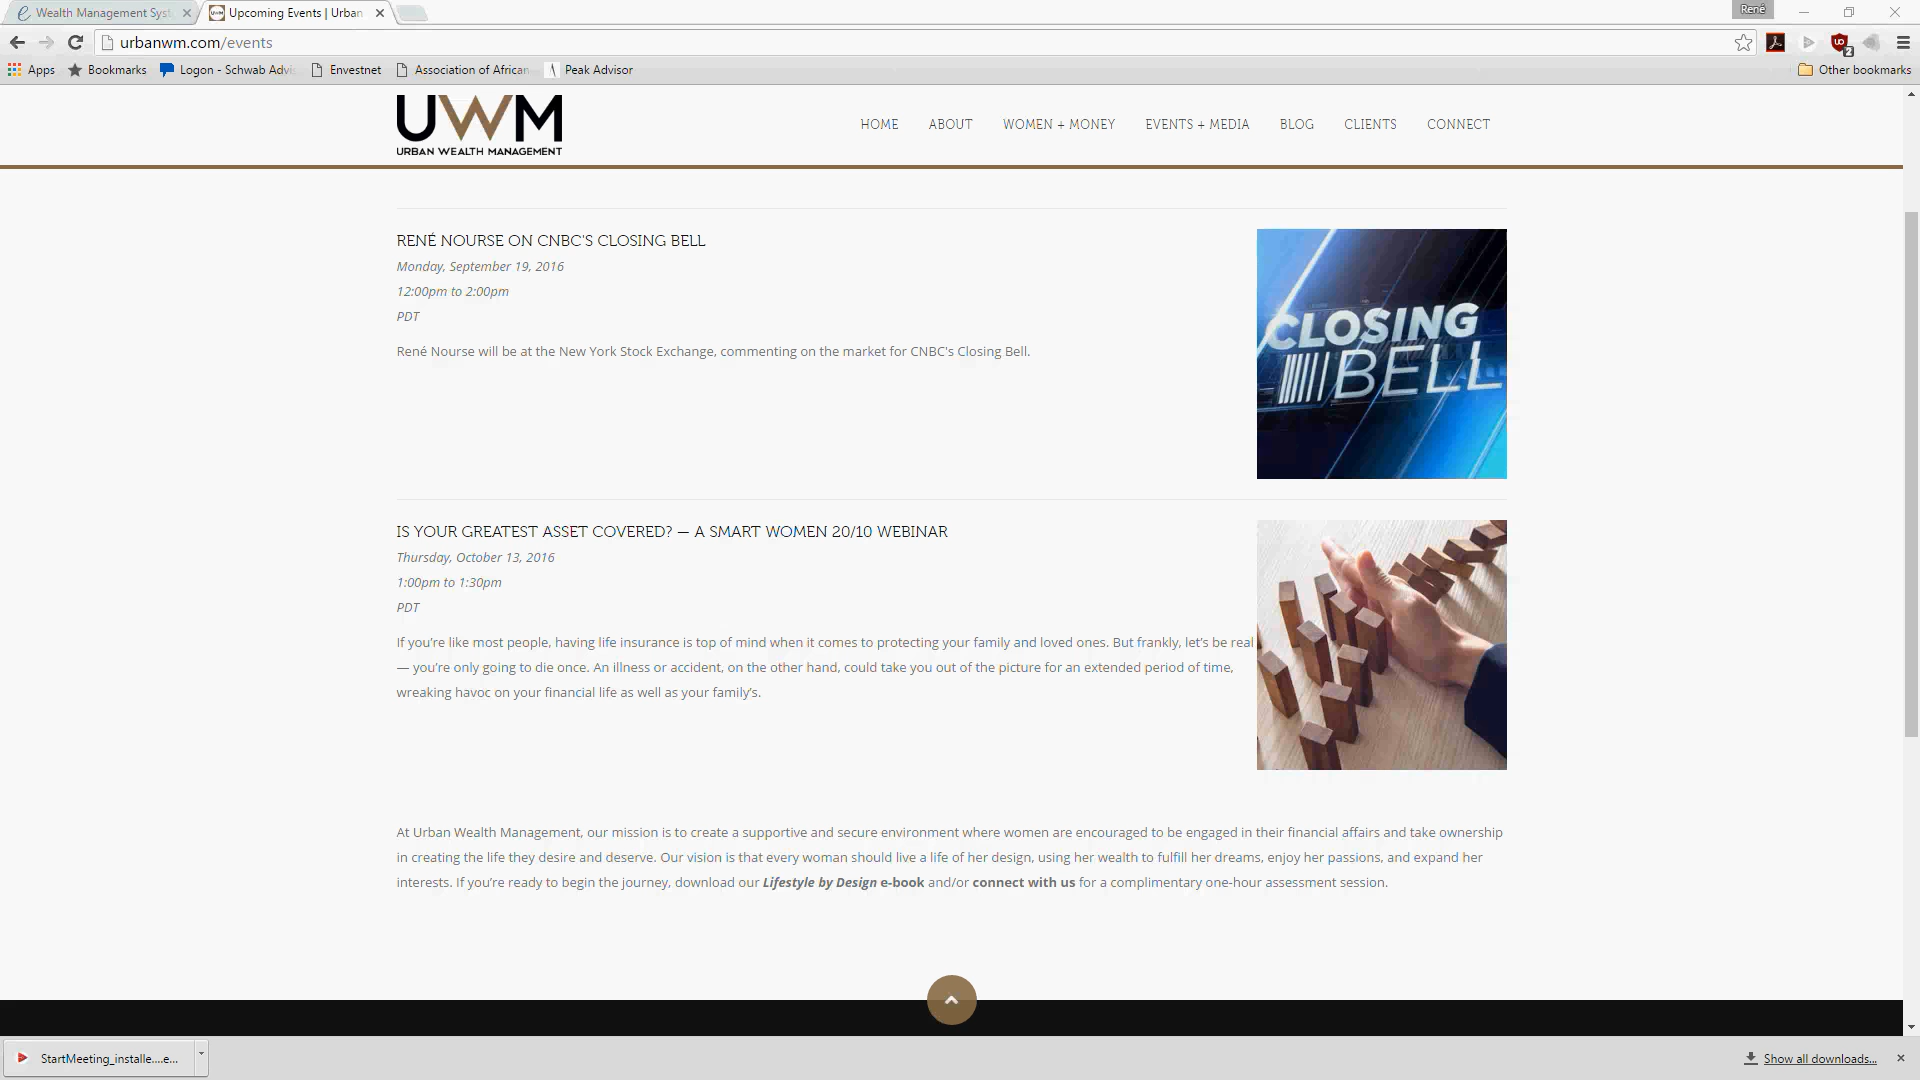 Wealth Management Syst
Upcoming Events | Urban
René
urbanwm.com/events
Apps
Bookmarks
Logon - Schwab Advi
Envestnet
Association of African
Peak Advisor
Other bookmarks
UWM
URBAN WEALTH MANAGEMENT
HOME
ABOUT
WOMEN + MONEY
EVENTS + MEDIA
BLOG
CLIENTS
CONNECT
RENÉ NOURSE ON CNBC'S CLOSING BELL
Monday, September 19, 2016
12:00pm to 2:00pm
PDT
René Nourse will be at the New York Stock Exchange, commenting on the market for CNBC's Closing Bell.
CLOSING
BELL
IS YOUR GREATEST ASSET COVERED? — A SMART WOMEN 20/10 WEBINAR
Thursday, October 13, 2016
1:00pm to 1:30pm
PDT
If you’re like most people, having life insurance is top of mind when it comes to protecting your family and loved ones. But frankly, let’s be real
— you’re only going to die once. An illness or accident, on the other hand, could take you out of the picture for an extended period of time,
wreaking havoc on your financial life as well as your family’s.
At Urban Wealth Management, our mission is to create a supportive and secure environment where women are encouraged to be engaged in their financial affairs and take ownership
in creating the life they desire and deserve. Our vision is that every woman should live a life of her design, using her wealth to fulfill her dreams, enjoy her passions, and expand her
interests. If you’re ready to begin the journey, download our Lifestyle by Design e-book and/or connect with us for a complimentary one-hour assessment session.
StartMeeting_installe....e...
Show all downloads...